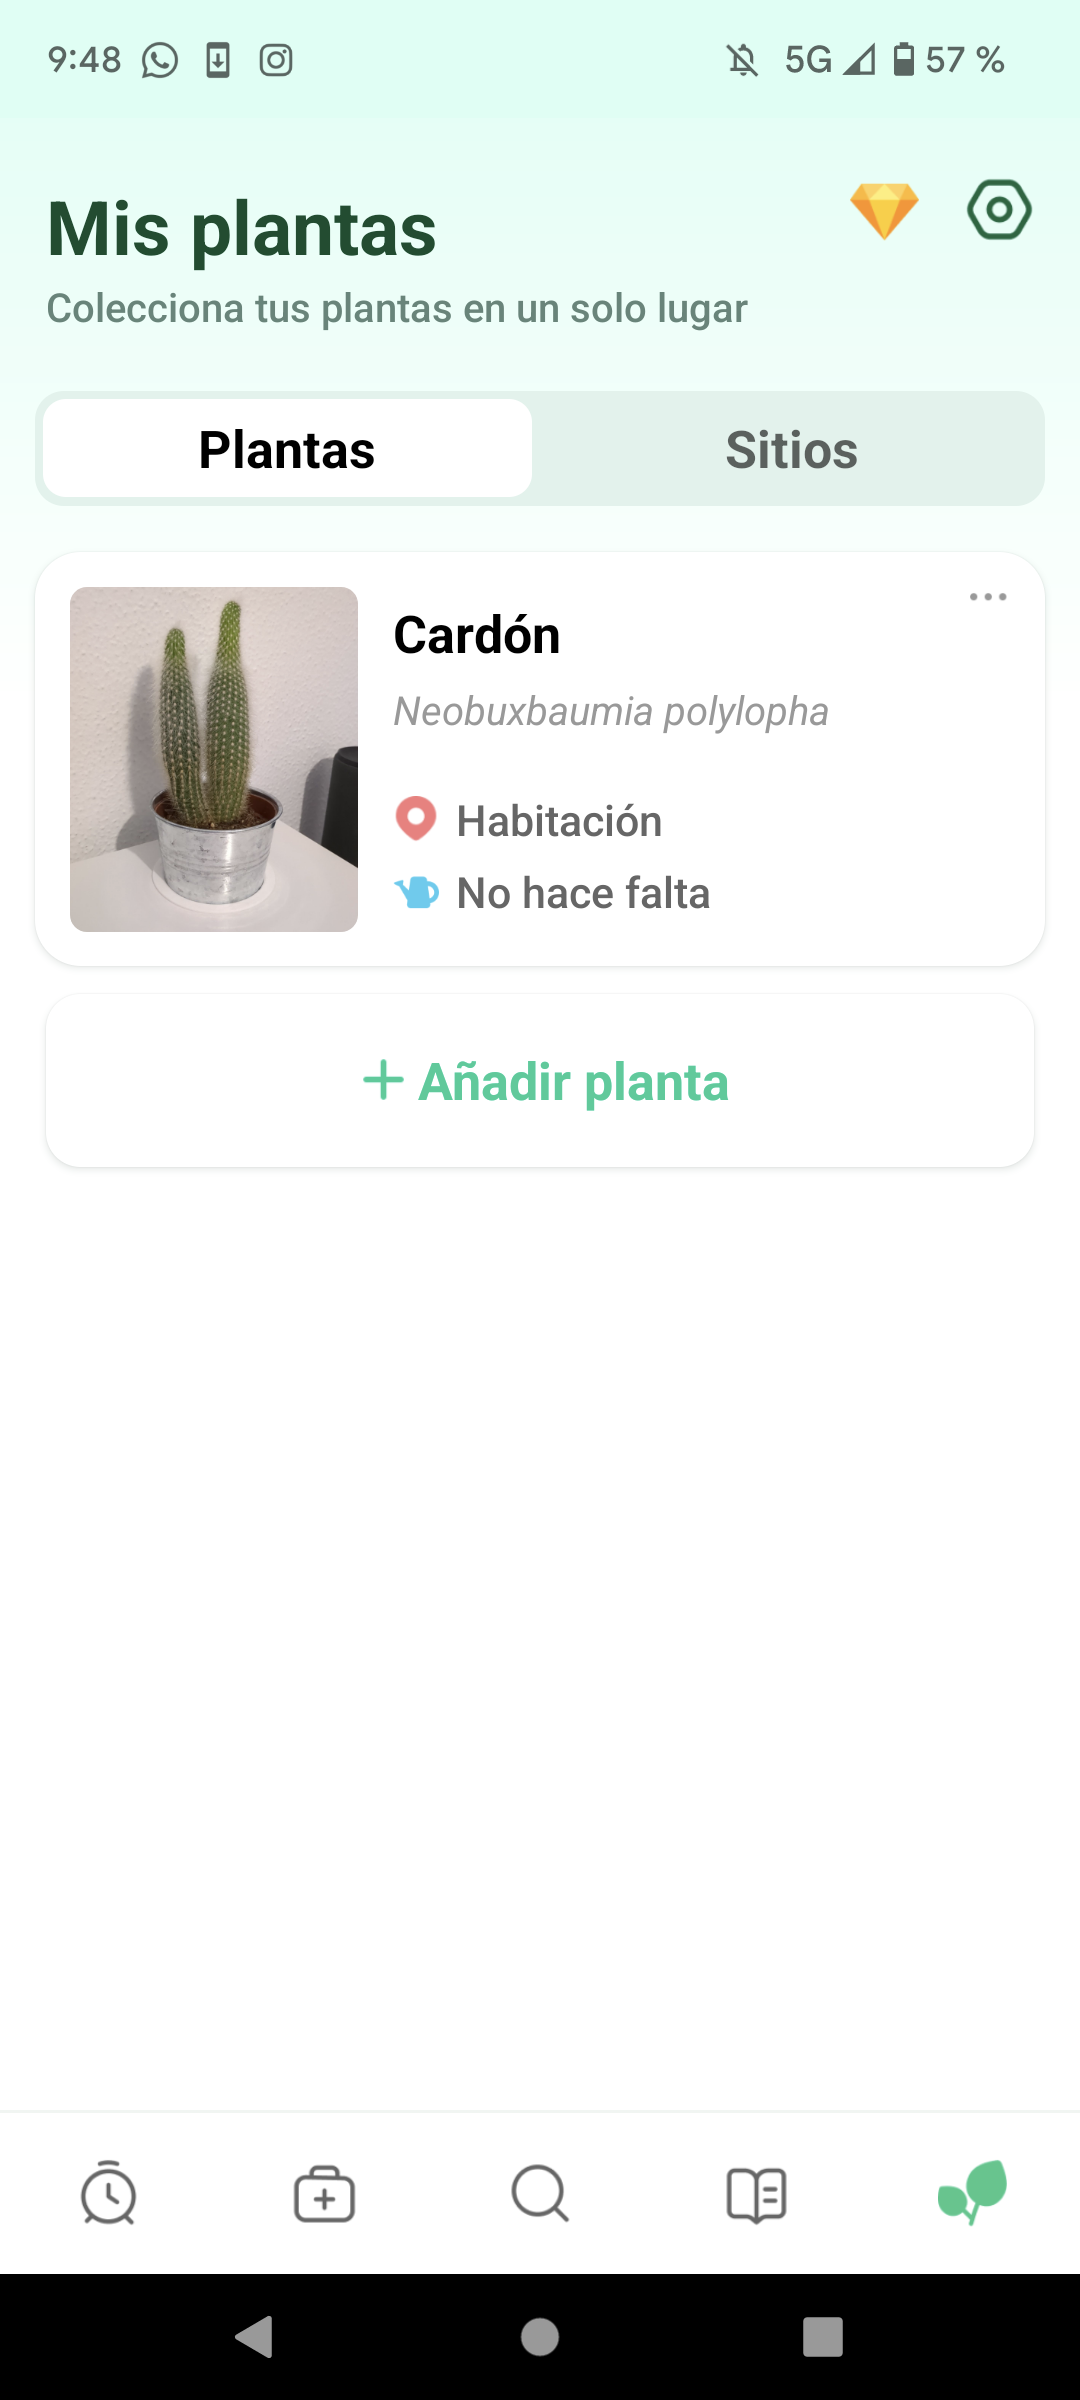 9:48 5G 57 %
Mis plantas
Colecciona tus plantas en un solo lugar
Plantas Sitios
Cardón
Neobuxbaumia polylopha
Habitación
No hace falta
+ Añadir planta